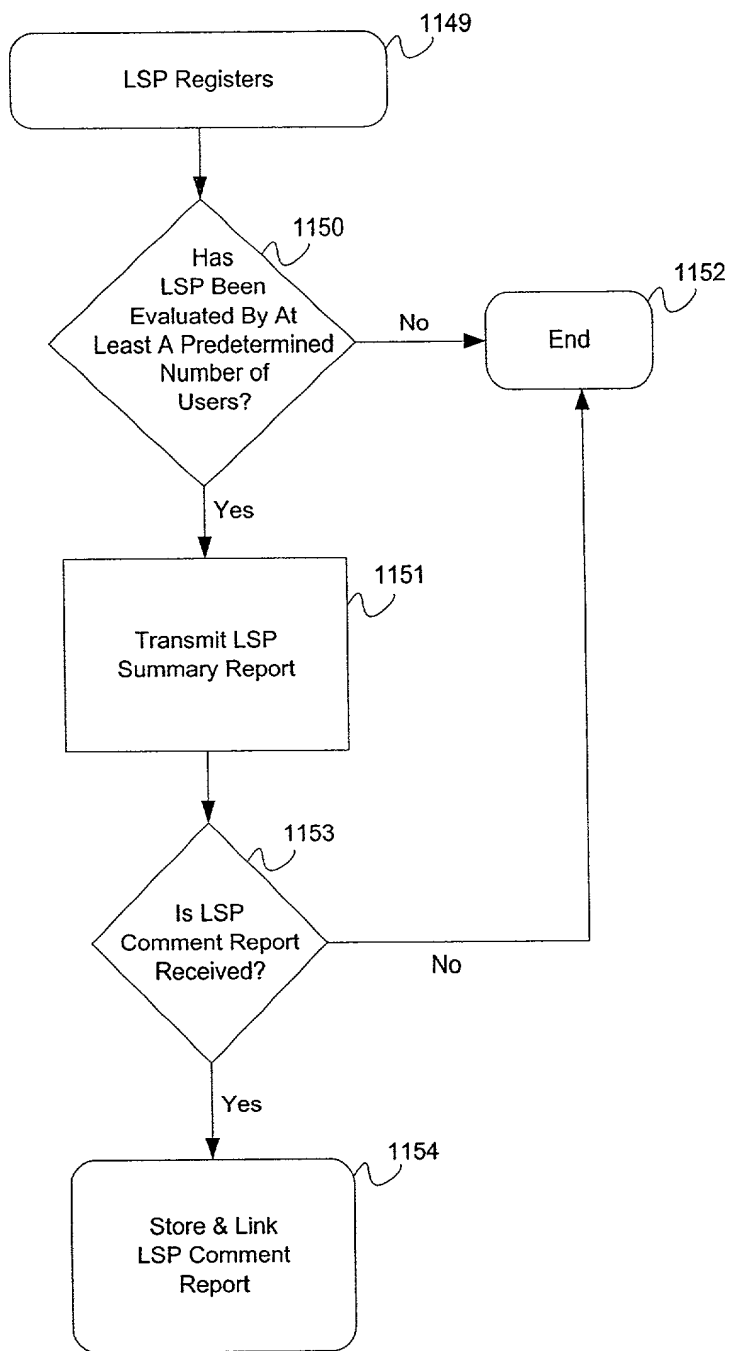 1149
LSP Registers
1150
Has
LSP Been
Evaluated By At
Least A Predetermined
Number of
Users?
No
1152
End
Yes
1151
Transmit LSP
Summary Report
1153
Is LSP
Comment Report
Received?
No
Yes
1154
Store & Link
LSP Comment
Report